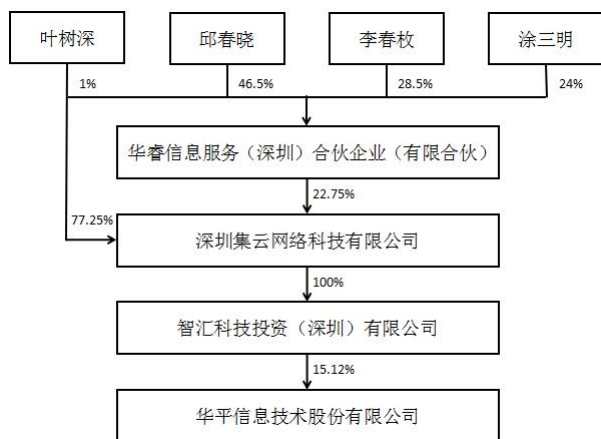 叶树深
邱春晓
李春枚
涂三明
1%
46.5%
28.5%
24%
华睿信息服务（深圳）合伙企业（有限合伙）
22.75%
77.25%
深圳集云网络科技有限公司
100%
智汇科技投资（深圳）有限公司
15.12%
华平信息技术股份有限公司